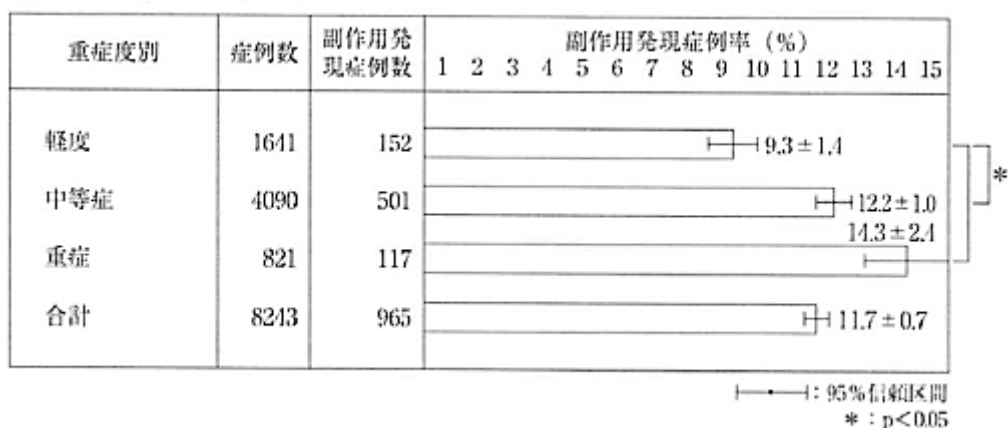 重症度別 症例数 副作用発現症例数 副作用発現症例率 (%)
1 2 3 4 5 6 7 8 9 10 11 12 13 14 15
軽度 1641 152 9.3±1.4
*
中等症 4090 501 12.2±1.0
14.3±2.4
重症 821 117
合計 8243 965 11.7±0.7
: 95%信頼区間
* : p<0.05